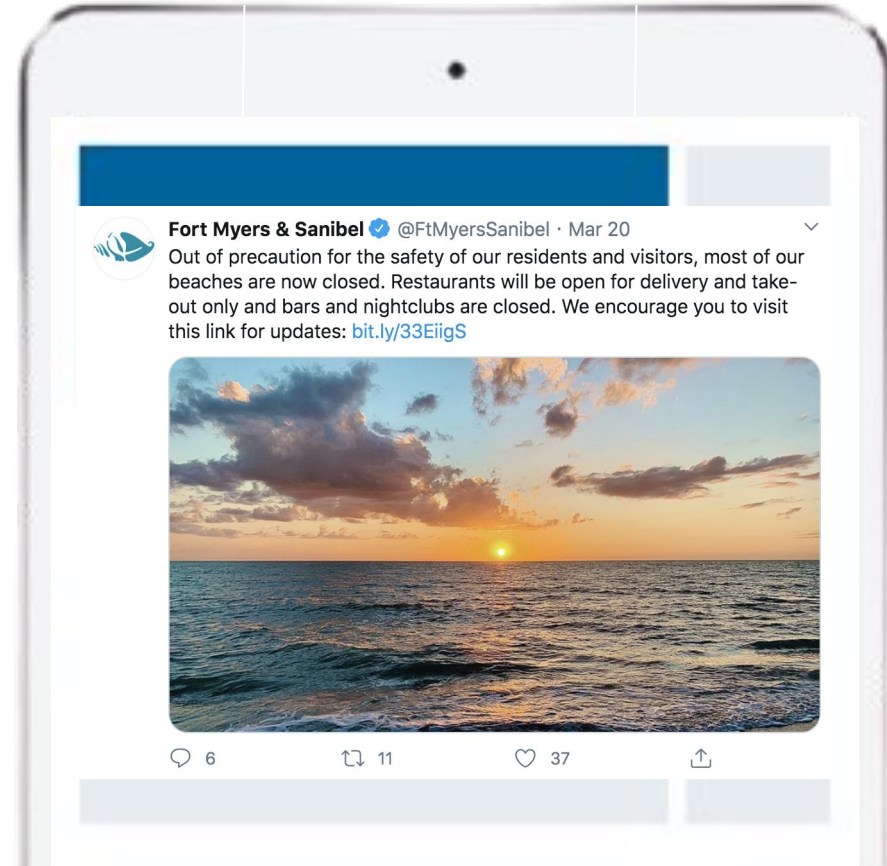 Fort Myers & Sanibel @FtMyersSanibel · Mar 20
Out of precaution for the safety of our residents and visitors, most of our
beaches are now closed. Restaurants will be open for delivery and take-
out only and bars and nightclubs are closed. We encourage you to visit
this link for updates: bit.ly/33EiigS
6 11 37